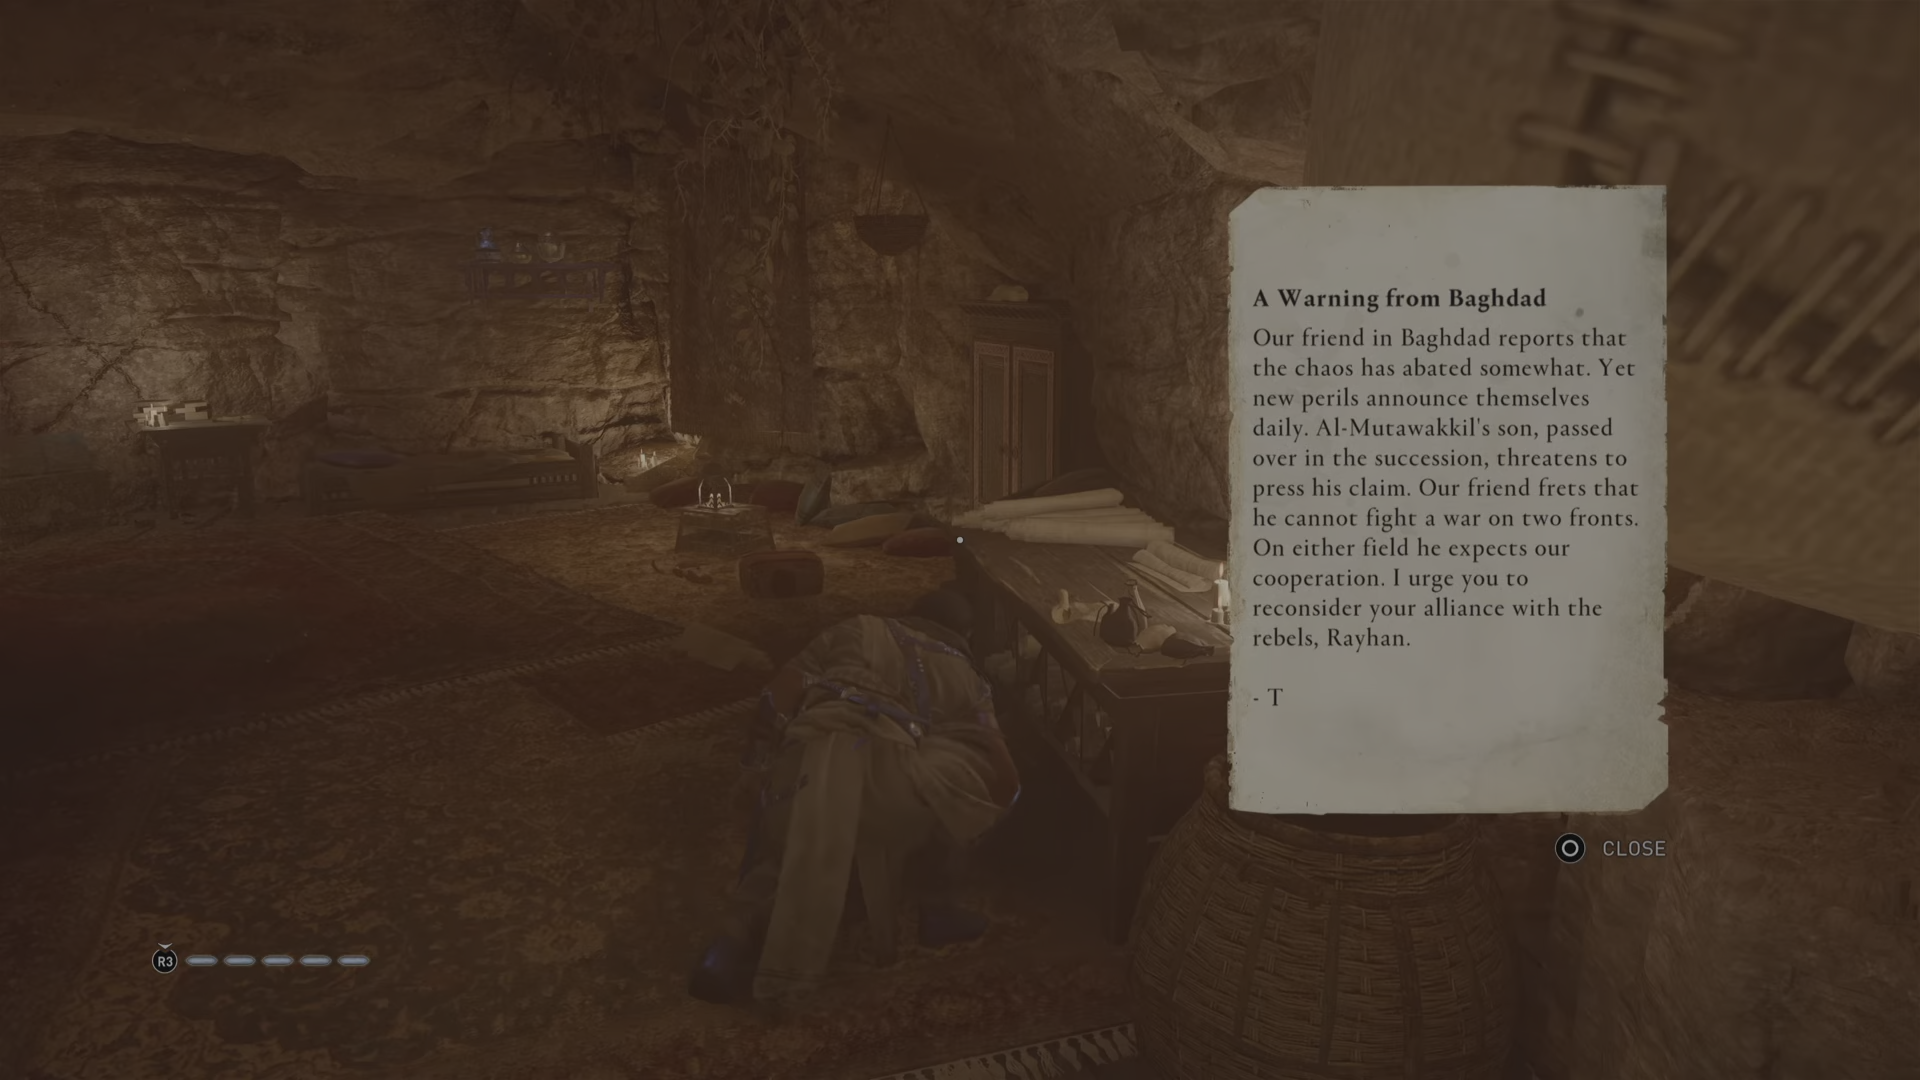 A Warning from Baghdad
Our friend in Baghdad reports that
the chaos has abated somewhat. Yet
new perils announce themselves
daily. Al-Mutawakkil's son, passed
over in the succession, threatens to
press his claim. Our friend frets that
he cannot fight a war on two fronts.
On either field he expects our
cooperation. I urge you to
reconsider your alliance with the
rebels, Rayhan.
- T
CLOSE
R3